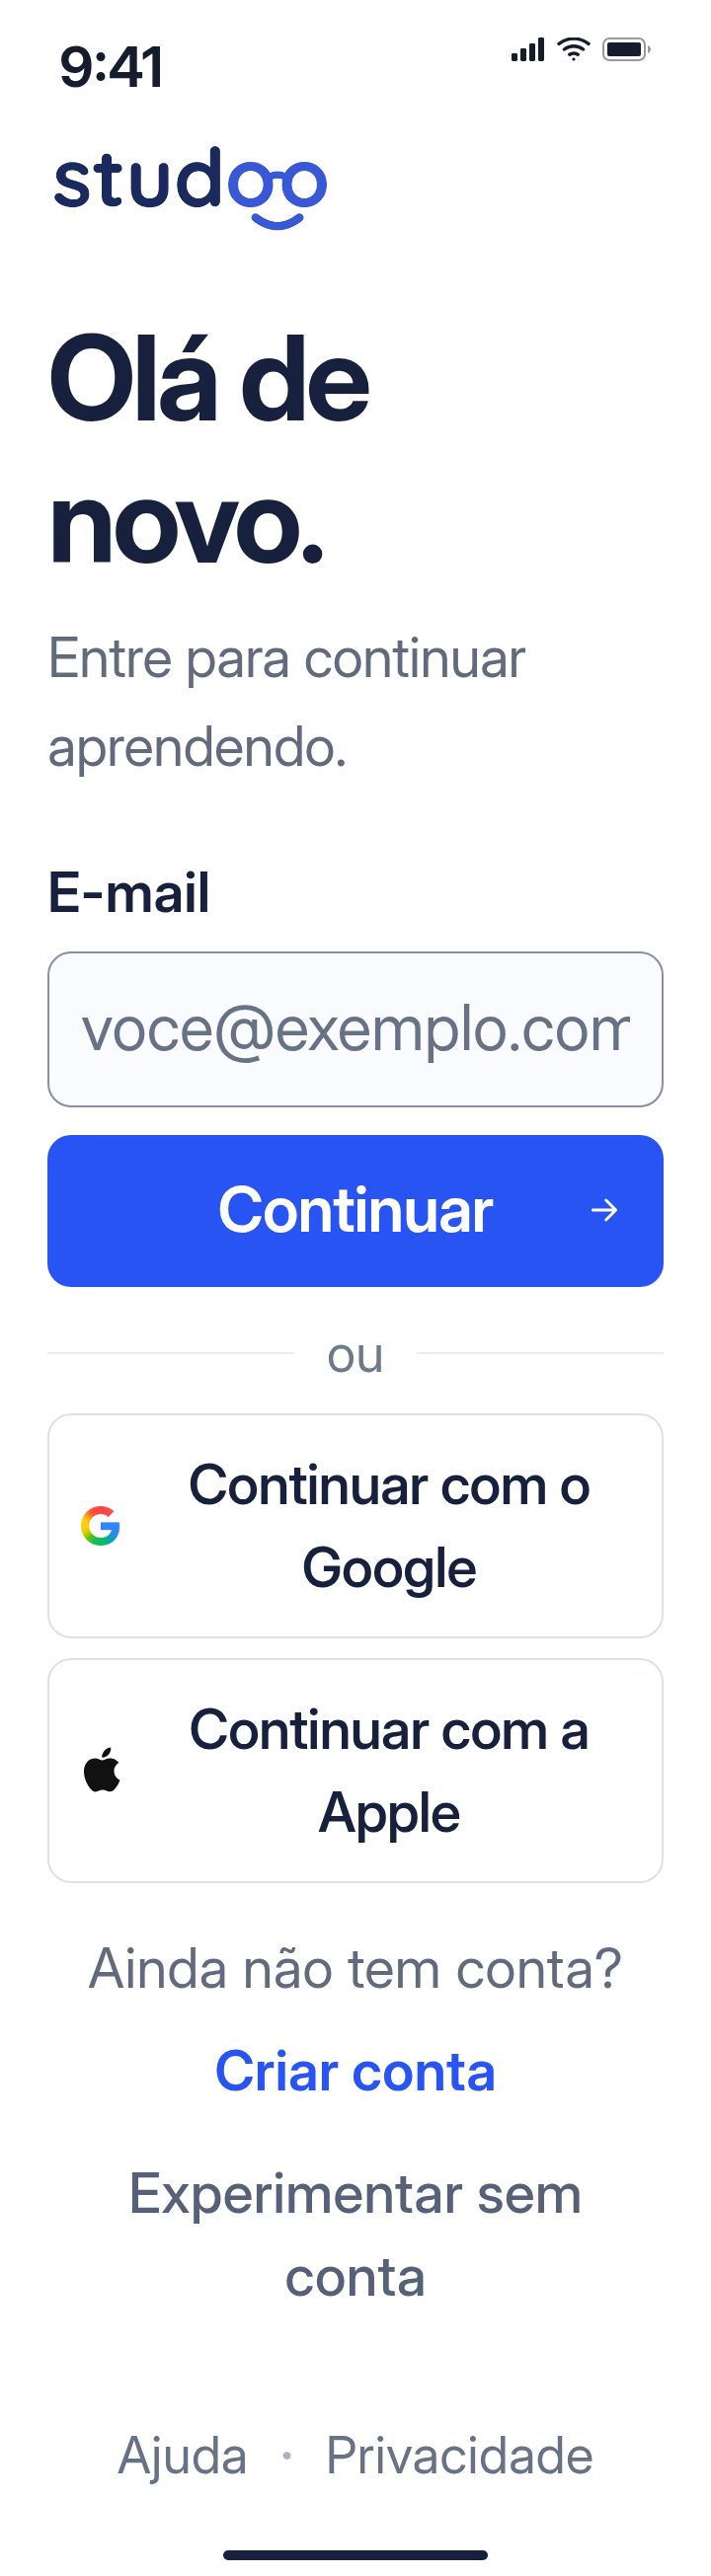 9:41
studoo
Olá de
novo.
Entre para continuar
aprendendo.
E-mail
voce@exemplo.com
Continuar →
ou
Continuar com o
Google
Continuar com a
Apple
Ainda não tem conta?
Criar conta
Experimentar sem
conta
Ajuda · Privacidade